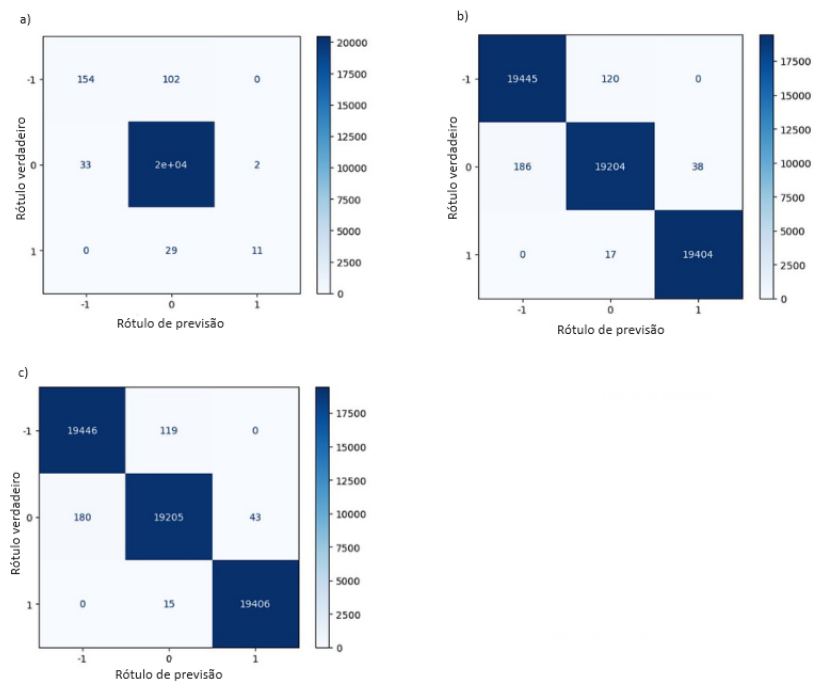 a)
20000
17500
15000
12500
10000
7500
5000
2500
0
-1
0
1
Rótulo verdadeiro
154 102 0
33 2e+04 2
0 29 11
-1 0 1
Rótulo de previsão
b)
17500
15000
12500
10000
7500
5000
2500
0
-1
0
1
Rótulo verdadeiro
19445 120 0
186 19204 38
0 17 19404
-1 0 1
Rótulo de previsão
c)
17500
15000
12500
10000
7500
5000
2500
0
-1
0
1
Rótulo verdadeiro
19446 119 0
180 19205 43
0 15 19406
-1 0 1
Rótulo de previsão